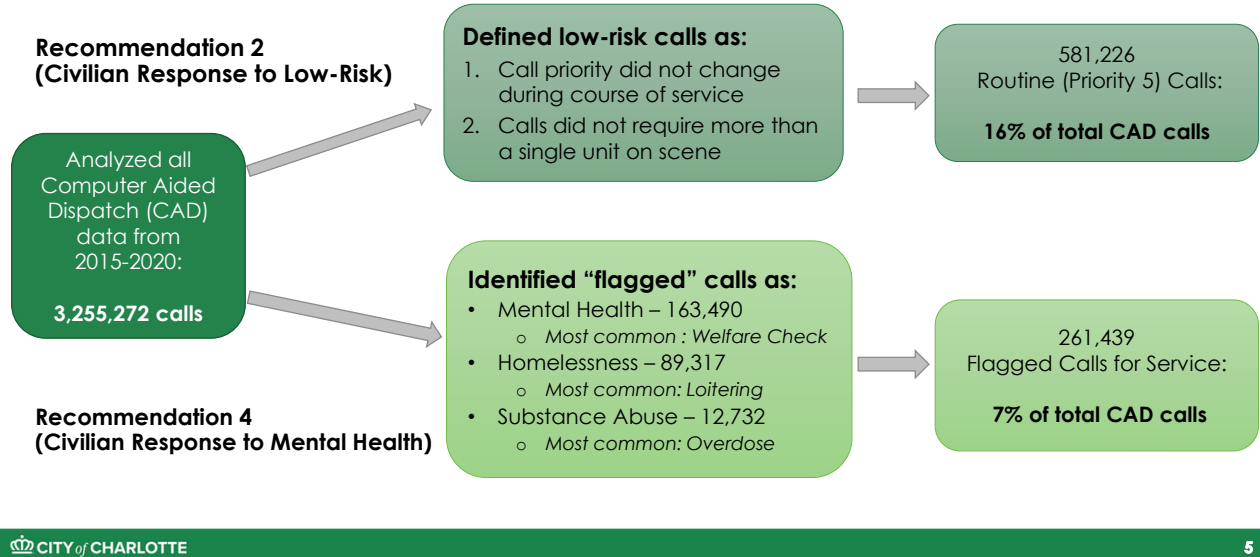 Recommendation 2
(Civilian Response to Low-Risk)
Analyzed all
Computer Aided
Dispatch (CAD)
data from
2015-2020:
3,255,272 calls
Defined low-risk calls as:
1. Call priority did not change
during course of service
2. Calls did not require more than
a single unit on scene
581,226
Routine (Priority 5) Calls:
16% of total CAD calls
Identified “flagged” calls as:
• Mental Health – 163,490
o Most common : Welfare Check
• Homelessness – 89,317
o Most common: Loitering
• Substance Abuse – 12,732
o Most common: Overdose
261,439
Flagged Calls for Service:
7% of total CAD calls
Recommendation 4
(Civilian Response to Mental Health)
CITY of CHARLOTTE
5